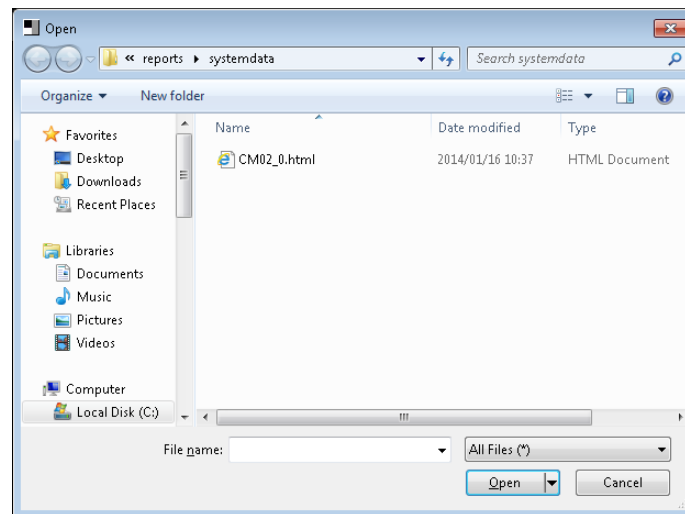 Open
« reports ▸ systemdata
Search systemdata
Organize ▾ New folder
Name Date modified Type
CM02_0.html 2014/01/16 10:37 HTML Document
Favorites
Desktop
Downloads
Recent Places
Libraries
Documents
Music
Pictures
Videos
Computer
Local Disk (C:)
File name:
All Files (*)
Open
Cancel